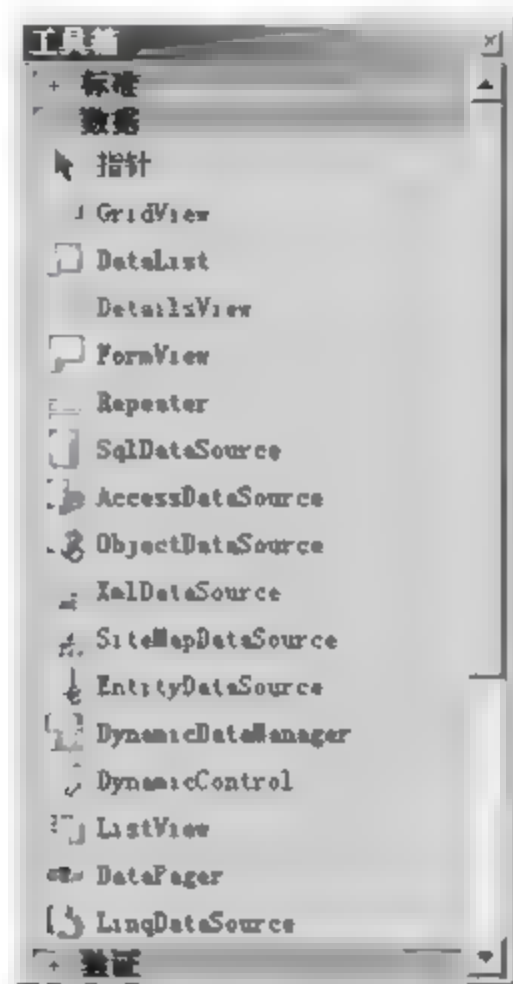 工具箱
标准
数据
指针
GridView
DataList
DetailsView
FormView
Repeater
SqlDataSource
AccessDataSource
ObjectDataSource
XmlDataSource
SiteMapDataSource
EntityDataSource
DynamicDataManager
DynamicControl
ListView
DataPager
LinqDataSource
验证